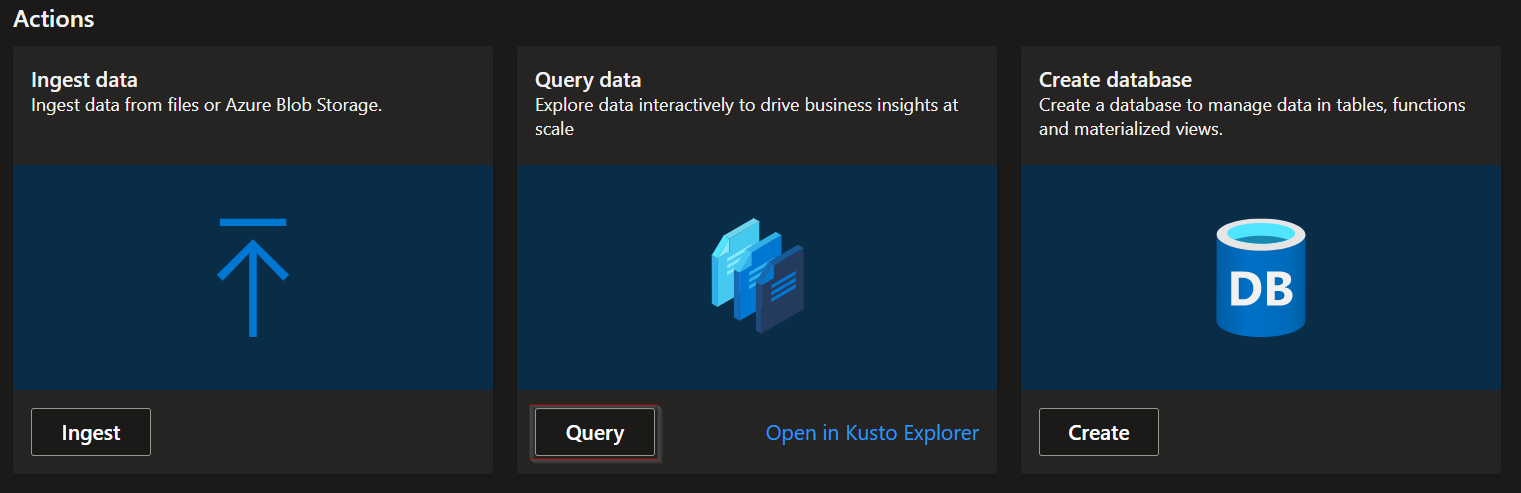 Actions
Ingest data
Ingest data from files or Azure Blob Storage.
Ingest
Query data
Explore data interactively to drive business insights at
scale
Query
Open in Kusto Explorer
Create database
Create a database to manage data in tables, functions
and materialized views.
DB
Create